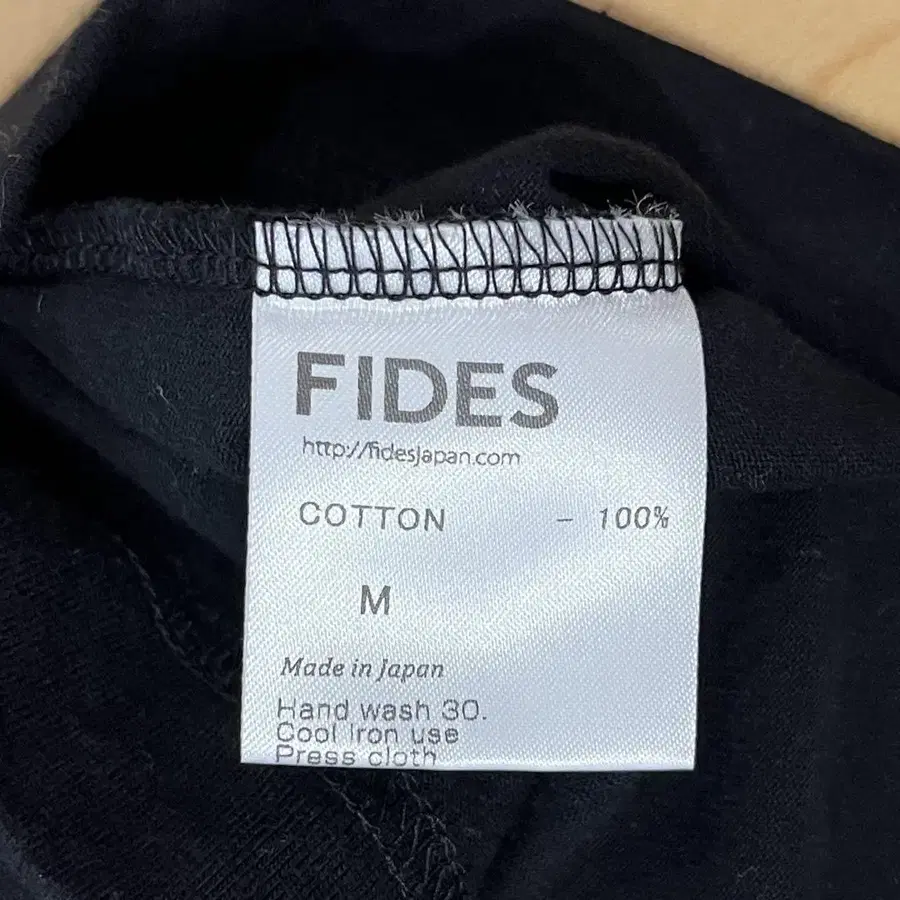 FIDES
http://fidesjapan.com
COTTON – 100%
M
Made in Japan
Hand wash 30.
Cool Iron use
Press cloth